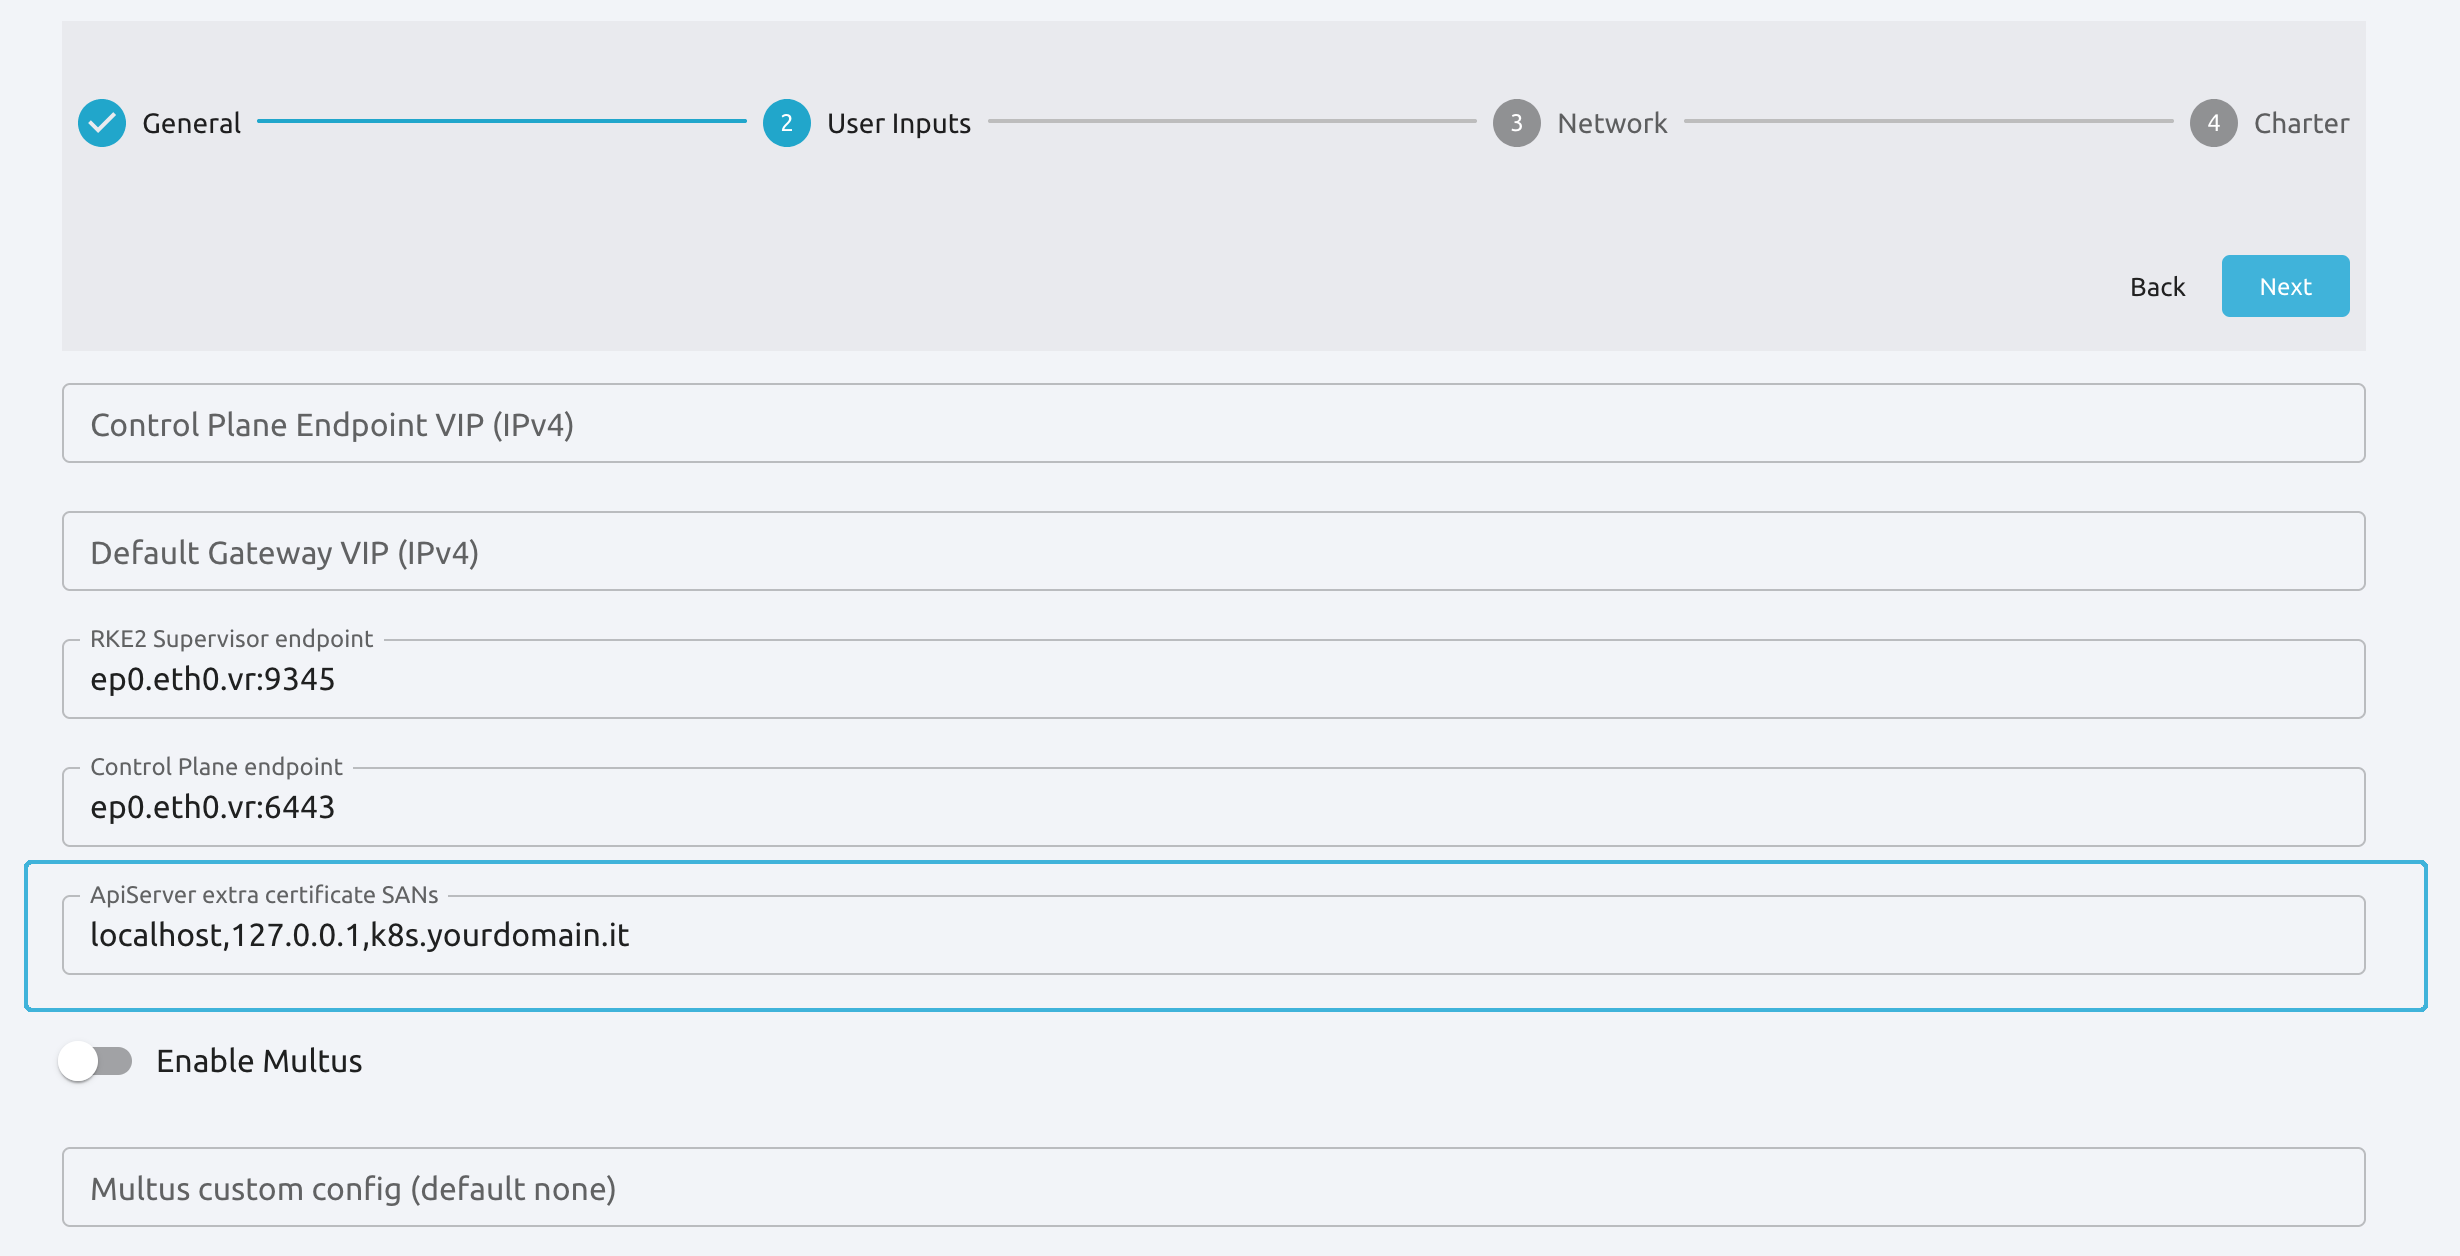 General
2 User Inputs
3 Network
4 Charter
Back
Next
Control Plane Endpoint VIP (IPv4)
Default Gateway VIP (IPv4)
RKE2 Supervisor endpoint
ep0.eth0.vr:9345
Control Plane endpoint
ep0.eth0.vr:6443
ApiServer extra certificate SANs
localhost,127.0.0.1,k8s.yourdomain.it
Enable Multus
Multus custom config (default none)